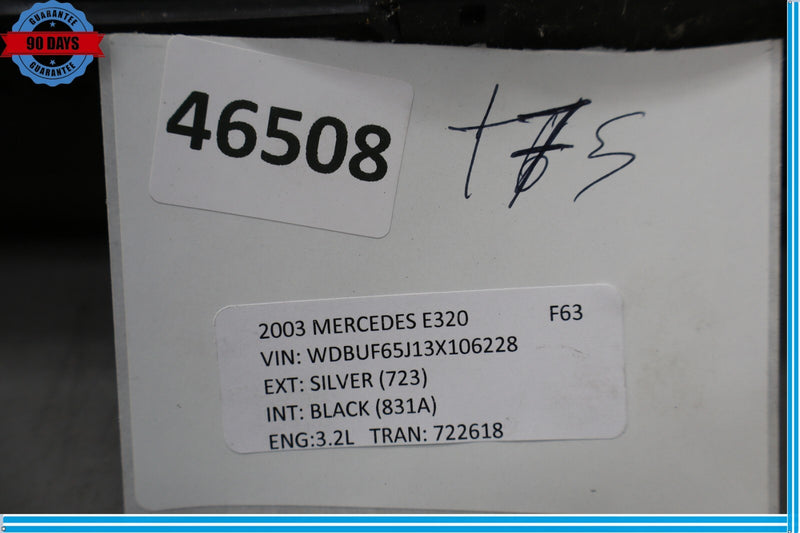 GUARANTEE
90 DAYS
GUARANTEE
46508
2003 MERCEDES E320 F63
VIN: WDBUF65J13X106228
EXT: SILVER (723)
INT: BLACK (831A)
ENG:3.2L TRAN: 722618